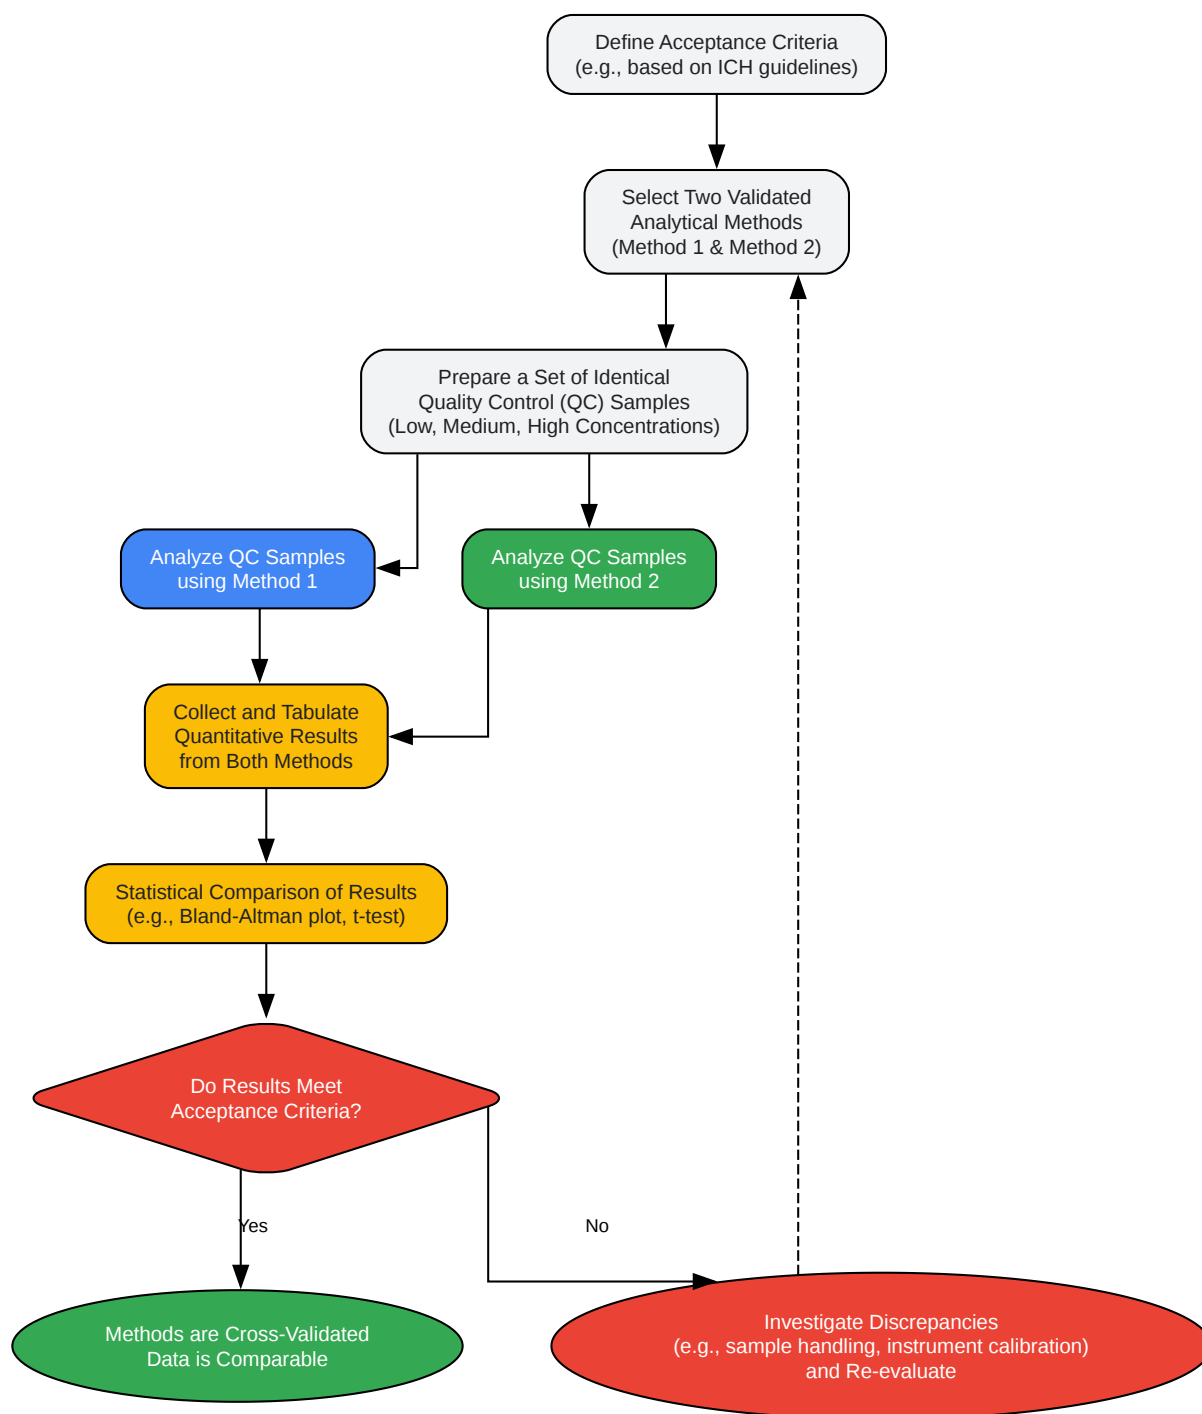 Define Acceptance Criteria
(e.g., based on ICH guidelines)
Select Two Validated
Analytical Methods
(Method 1 & Method 2)
Prepare a Set of Identical
Quality Control (QC) Samples
(Low, Medium, High Concentrations)
Analyze QC Samples
using Method 1
Analyze QC Samples
using Method 2
Collect and Tabulate
Quantitative Results
from Both Methods
Statistical Comparison of Results
(e.g., Bland-Altman plot, t-test)
Do Results Meet
Acceptance Criteria?
Yes
No
Methods are Cross-Validated
Data is Comparable
Investigate Discrepancies
(e.g., sample handling, instrument calibration)
and Re-evaluate